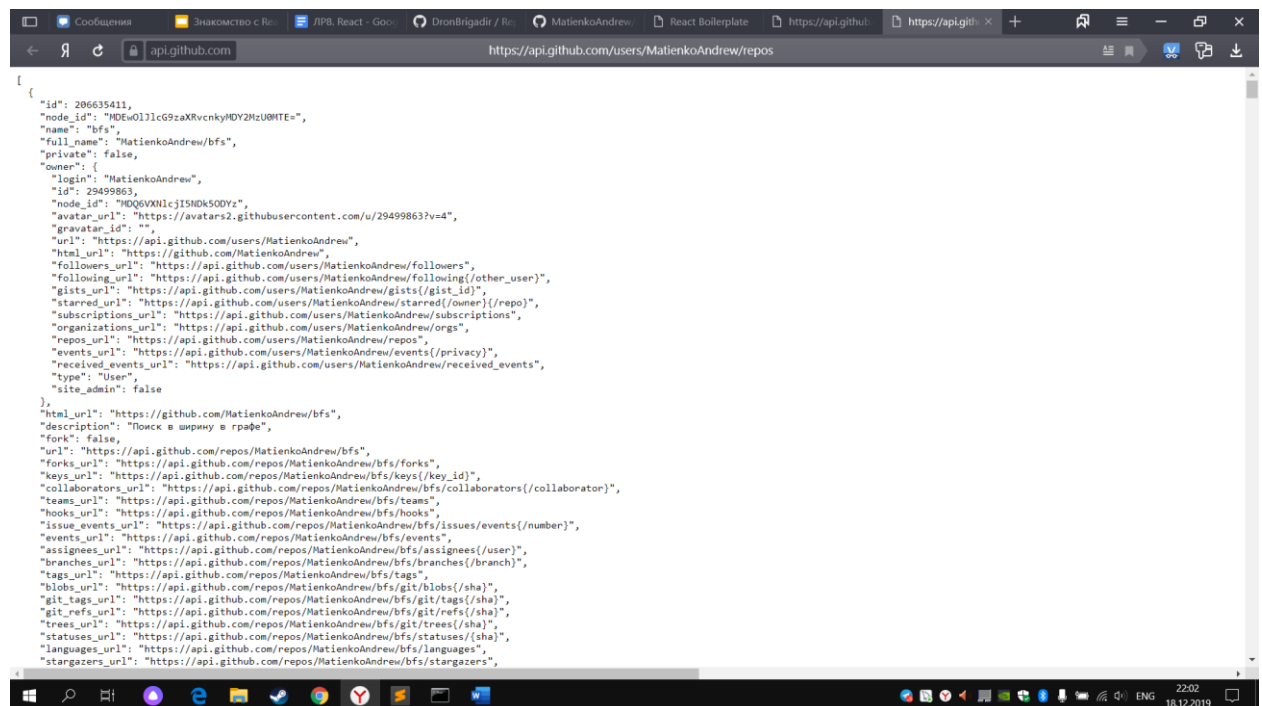 Сообщения
Знакомство с Rea
ЛР8. React - Goog
DronBrigadir / Rep
MatienkoAndrew/
React Boilerplate
https://api.github.
https://api.gith
api.github.com
https://api.github.com/users/MatienkoAndrew/repos
[
{
"id": 206635411,
"node_id": "MDEwOlJlcG9zaXRvcnkyMDY2MzU0MTE=",
"name": "bfs",
"full_name": "MatienkoAndrew/bfs",
"private": false,
"owner": {
"login": "MatienkoAndrew",
"id": 29499863,
"node_id": "MDQ6VXNlcjI5NDk5ODYz",
"avatar_url": "https://avatars2.githubusercontent.com/u/29499863?v=4",
"gravatar_id": "",
"url": "https://api.github.com/users/MatienkoAndrew",
"html_url": "https://github.com/MatienkoAndrew",
"followers_url": "https://api.github.com/users/MatienkoAndrew/followers",
"following_url": "https://api.github.com/users/MatienkoAndrew/following{/other_user}",
"gists_url": "https://api.github.com/users/MatienkoAndrew/gists{/gist_id}",
"starred_url": "https://api.github.com/users/MatienkoAndrew/starred{/owner}{/repo}",
"subscriptions_url": "https://api.github.com/users/MatienkoAndrew/subscriptions",
"organizations_url": "https://api.github.com/users/MatienkoAndrew/orgs",
"repos_url": "https://api.github.com/users/MatienkoAndrew/repos",
"events_url": "https://api.github.com/users/MatienkoAndrew/events{/privacy}",
"received_events_url": "https://api.github.com/users/MatienkoAndrew/received_events",
"type": "User",
"site_admin": false
},
"html_url": "https://github.com/MatienkoAndrew/bfs",
"description": "Поиск в ширину в графе",
"fork": false,
"url": "https://api.github.com/repos/MatienkoAndrew/bfs",
"forks_url": "https://api.github.com/repos/MatienkoAndrew/bfs/forks",
"keys_url": "https://api.github.com/repos/MatienkoAndrew/bfs/keys{/key_id}",
"collaborators_url": "https://api.github.com/repos/MatienkoAndrew/bfs/collaborators{/collaborator}",
"teams_url": "https://api.github.com/repos/MatienkoAndrew/bfs/teams",
"hooks_url": "https://api.github.com/repos/MatienkoAndrew/bfs/hooks",
"issue_events_url": "https://api.github.com/repos/MatienkoAndrew/bfs/issues/events{/number}",
"events_url": "https://api.github.com/repos/MatienkoAndrew/bfs/events",
"assignees_url": "https://api.github.com/repos/MatienkoAndrew/bfs/assignees{/user}",
"branches_url": "https://api.github.com/repos/MatienkoAndrew/bfs/branches{/branch}",
"tags_url": "https://api.github.com/repos/MatienkoAndrew/bfs/tags",
"blobs_url": "https://api.github.com/repos/MatienkoAndrew/bfs/git/blobs{/sha}",
"git_tags_url": "https://api.github.com/repos/MatienkoAndrew/bfs/git/tags{/sha}",
"git_refs_url": "https://api.github.com/repos/MatienkoAndrew/bfs/git/refs{/sha}",
"trees_url": "https://api.github.com/repos/MatienkoAndrew/bfs/git/trees{/sha}",
"statuses_url": "https://api.github.com/repos/MatienkoAndrew/bfs/statuses/{sha}",
"languages_url": "https://api.github.com/repos/MatienkoAndrew/bfs/languages",
"stargazers_url": "https://api.github.com/repos/MatienkoAndrew/bfs/stargazers",
ENG
22:02
18.12.2019